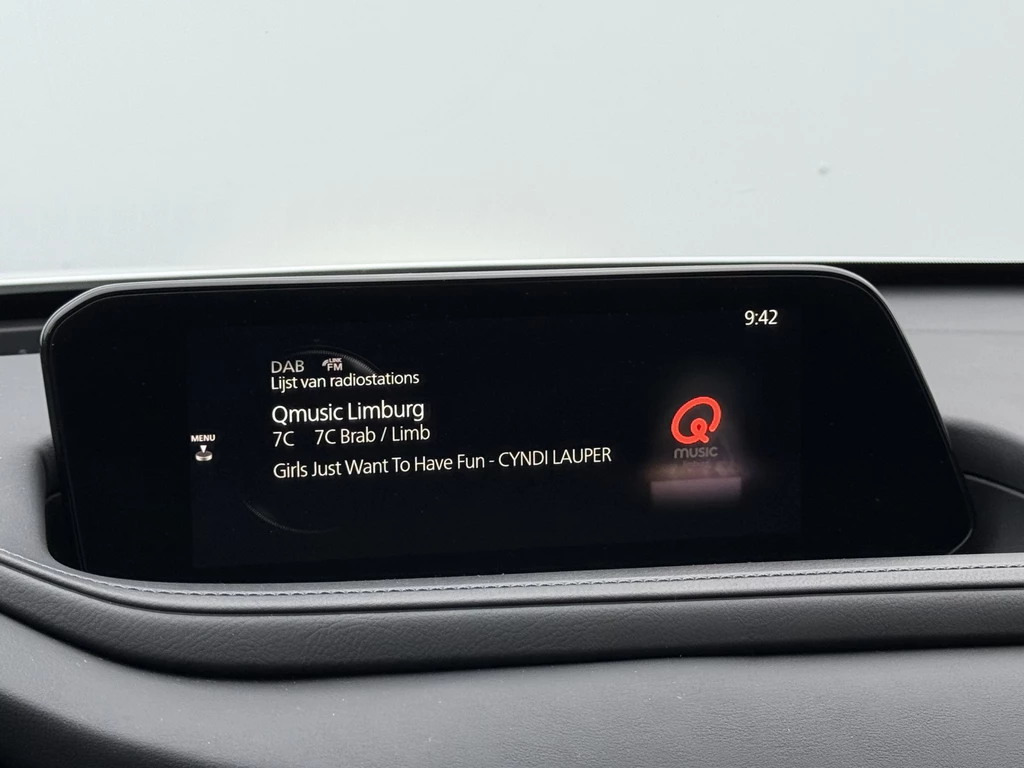 9:42
DAB LINK FM
Lijst van radiostations
Qmusic Limburg
MENU
7C 7C Brab / Limb
Girls Just Want To Have Fun - CYNDI LAUPER
Q
music